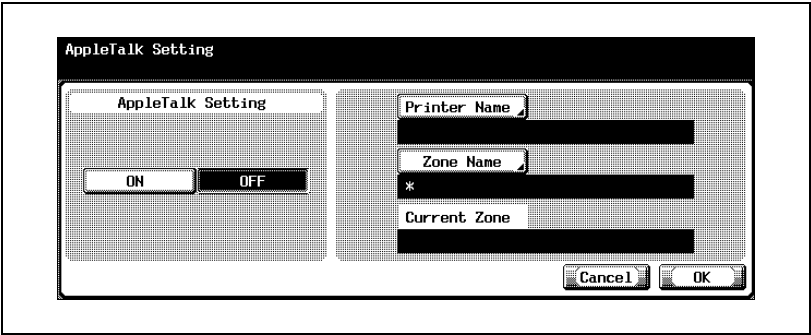 AppleTalk Setting
AppleTalk Setting
ON OFF
Printer Name
Zone Name
*
Current Zone
Cancel OK